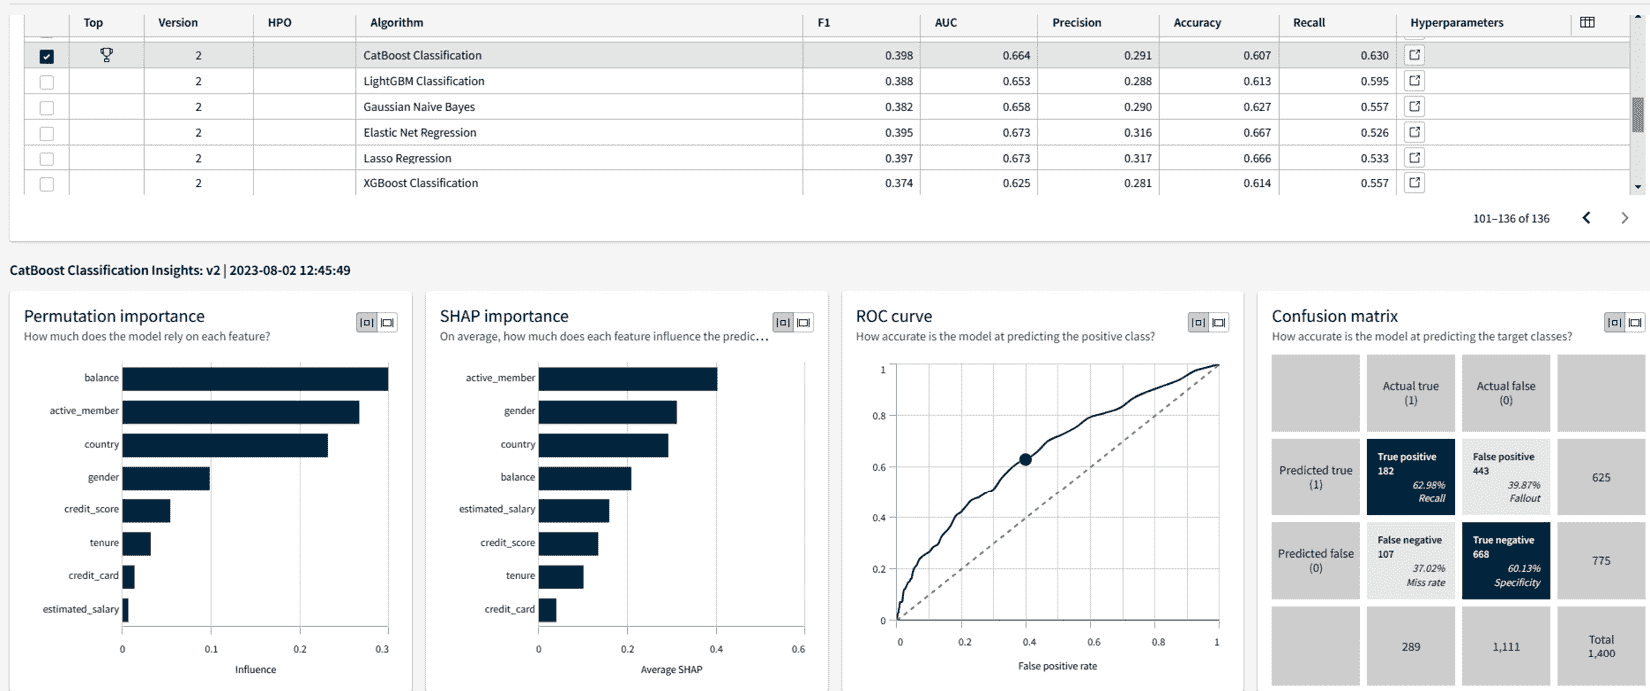 Top Version HPO Algorithm F1 AUC Precision Accuracy Recall Hyperparameters
2 CatBoost Classification 0.398 0.664 0.291 0.607 0.630
2 LightGBM Classification 0.388 0.653 0.288 0.613 0.595
2 Gaussian Naive Bayes 0.382 0.658 0.290 0.627 0.557
2 Elastic Net Regression 0.395 0.673 0.316 0.667 0.526
2 Lasso Regression 0.397 0.673 0.317 0.666 0.533
2 XGBoost Classification 0.374 0.625 0.281 0.614 0.557
101–136 of 136
CatBoost Classification Insights: v2 | 2023-08-02 12:45:49
Permutation importance
How much does the model rely on each feature?
balance
active_member
country
gender
credit_score
tenure
credit_card
estimated_salary
0 0.1 0.2 0.3
Influence
SHAP importance
On average, how much does each feature influence the predic...
active_member
gender
country
balance
estimated_salary
credit_score
tenure
credit_card
0 0.2 0.4 0.6
Average SHAP
ROC curve
How accurate is the model at predicting the positive class?
1
0.8
0.6
0.4
0.2
0
0 0.2 0.4 0.6 0.8 1
False positive rate
Confusion matrix
How accurate is the model at predicting the target classes?
Actual true
(1)
Actual false
(0)
Predicted true
(1)
True positive
182
62.98%
Recall
False positive
443
39.87%
Fallout
625
Predicted false
(0)
False negative
107
37.02%
Miss rate
True negative
668
60.13%
Specificity
775
289
1,111
Total
1,400